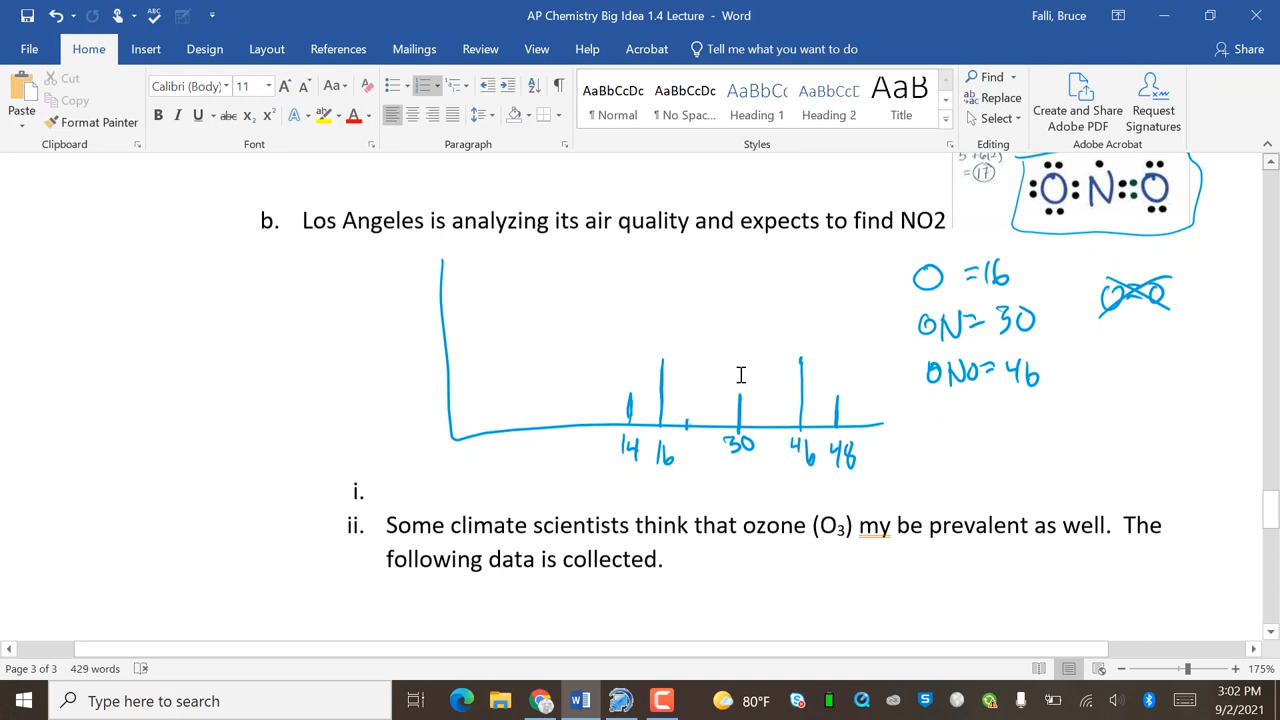 AP Chemistry Big Idea 1.4 Lecture - Word
Falli, Bruce
File Home Insert Design Layout References Mailings Review View Help Acrobat Tell me what you want to do Share
Paste
Cut
Copy
Format Painter
Clipboard
Calibri (Body) 11
Font
Paragraph
AaBbCcDc AaBbCcDc AaBbCc AaBbCcD AaB
¶ Normal ¶ No Spac... Heading 1 Heading 2 Title
Styles
Find
Replace
Select
Editing
Create and Share
Adobe PDF
Request
Signatures
Adobe Acrobat
= 17
O N O
b. Los Angeles is analyzing its air quality and expects to find NO2
O = 16
ON = 30
ONO = 46
O=O
14 16 30 46 48
i.
ii. Some climate scientists think that ozone (O3) my be prevalent as well. The
following data is collected.
Page 3 of 3 429 words
175%
Type here to search
80°F
3:02 PM
9/2/2021